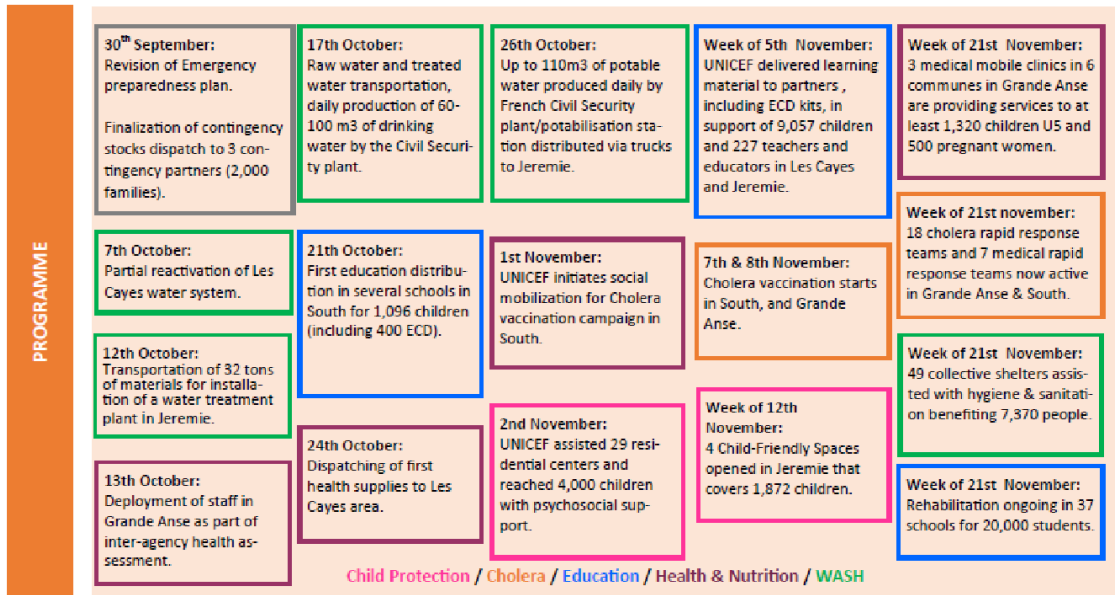 PROGRAMME
30th September:
Revision of Emergency
preparedness plan.
Finalization of contingency
stocks dispatch to 3 con-
tingency partners (2,000
families).
7th October:
Partial reactivation of Les
Cayes water system.
12th October:
Transportation of 32 tons
of materials for installa-
tion of a water treatment
plant in Jeremie.
13th October:
Deployment of staff in
Grande Anse as part of
inter-agency health as-
sessment.
17th October:
Raw water and treated
water transportation,
daily production of 60-
100 m3 of drinking
water by the Civil Securi-
ty plant.
21th October:
First education distribu-
tion in several schools in
South for 1,096 children
(including 400 ECD).
24th October:
Dispatching of first
health supplies to Les
Cayes area.
26th October:
Up to 110m3 of potable
water produced daily by
French Civil Security
plant/potabilisation sta-
tion distributed via trucks
to Jeremie.
1st November:
UNICEF initiates social
mobilization for Cholera
vaccination campaign in
South.
2nd November:
UNICEF assisted 29 resi-
dential centers and
reached 4,000 children
with psychosocial sup-
port.
Week of 5th November:
UNICEF delivered learning
material to partners ,
including ECD kits, in
support of 9,057 children
and 227 teachers and
educators in Les Cayes
and Jeremie.
7th & 8th November:
Cholera vaccination starts
in South, and Grande
Anse.
Week of 12th
November:
4 Child-Friendly Spaces
opened in Jeremie that
covers 1,872 children.
Week of 21st November:
3 medical mobile clinics in 6
communes in Grande Anse
are providing services to at
least 1,320 children U5 and
500 pregnant women.
Week of 21st november:
18 cholera rapid response
teams and 7 medical rapid
response teams now active
in Grande Anse & South.
Week of 21st November:
49 collective shelters assis-
ted with hygiene & sanitati-
on benefiting 7,370 people.
Week of 21st November:
Rehabilitation ongoing in 37
schools for 20,000 students.
Child Protection / Cholera / Education / Health & Nutrition / WASH